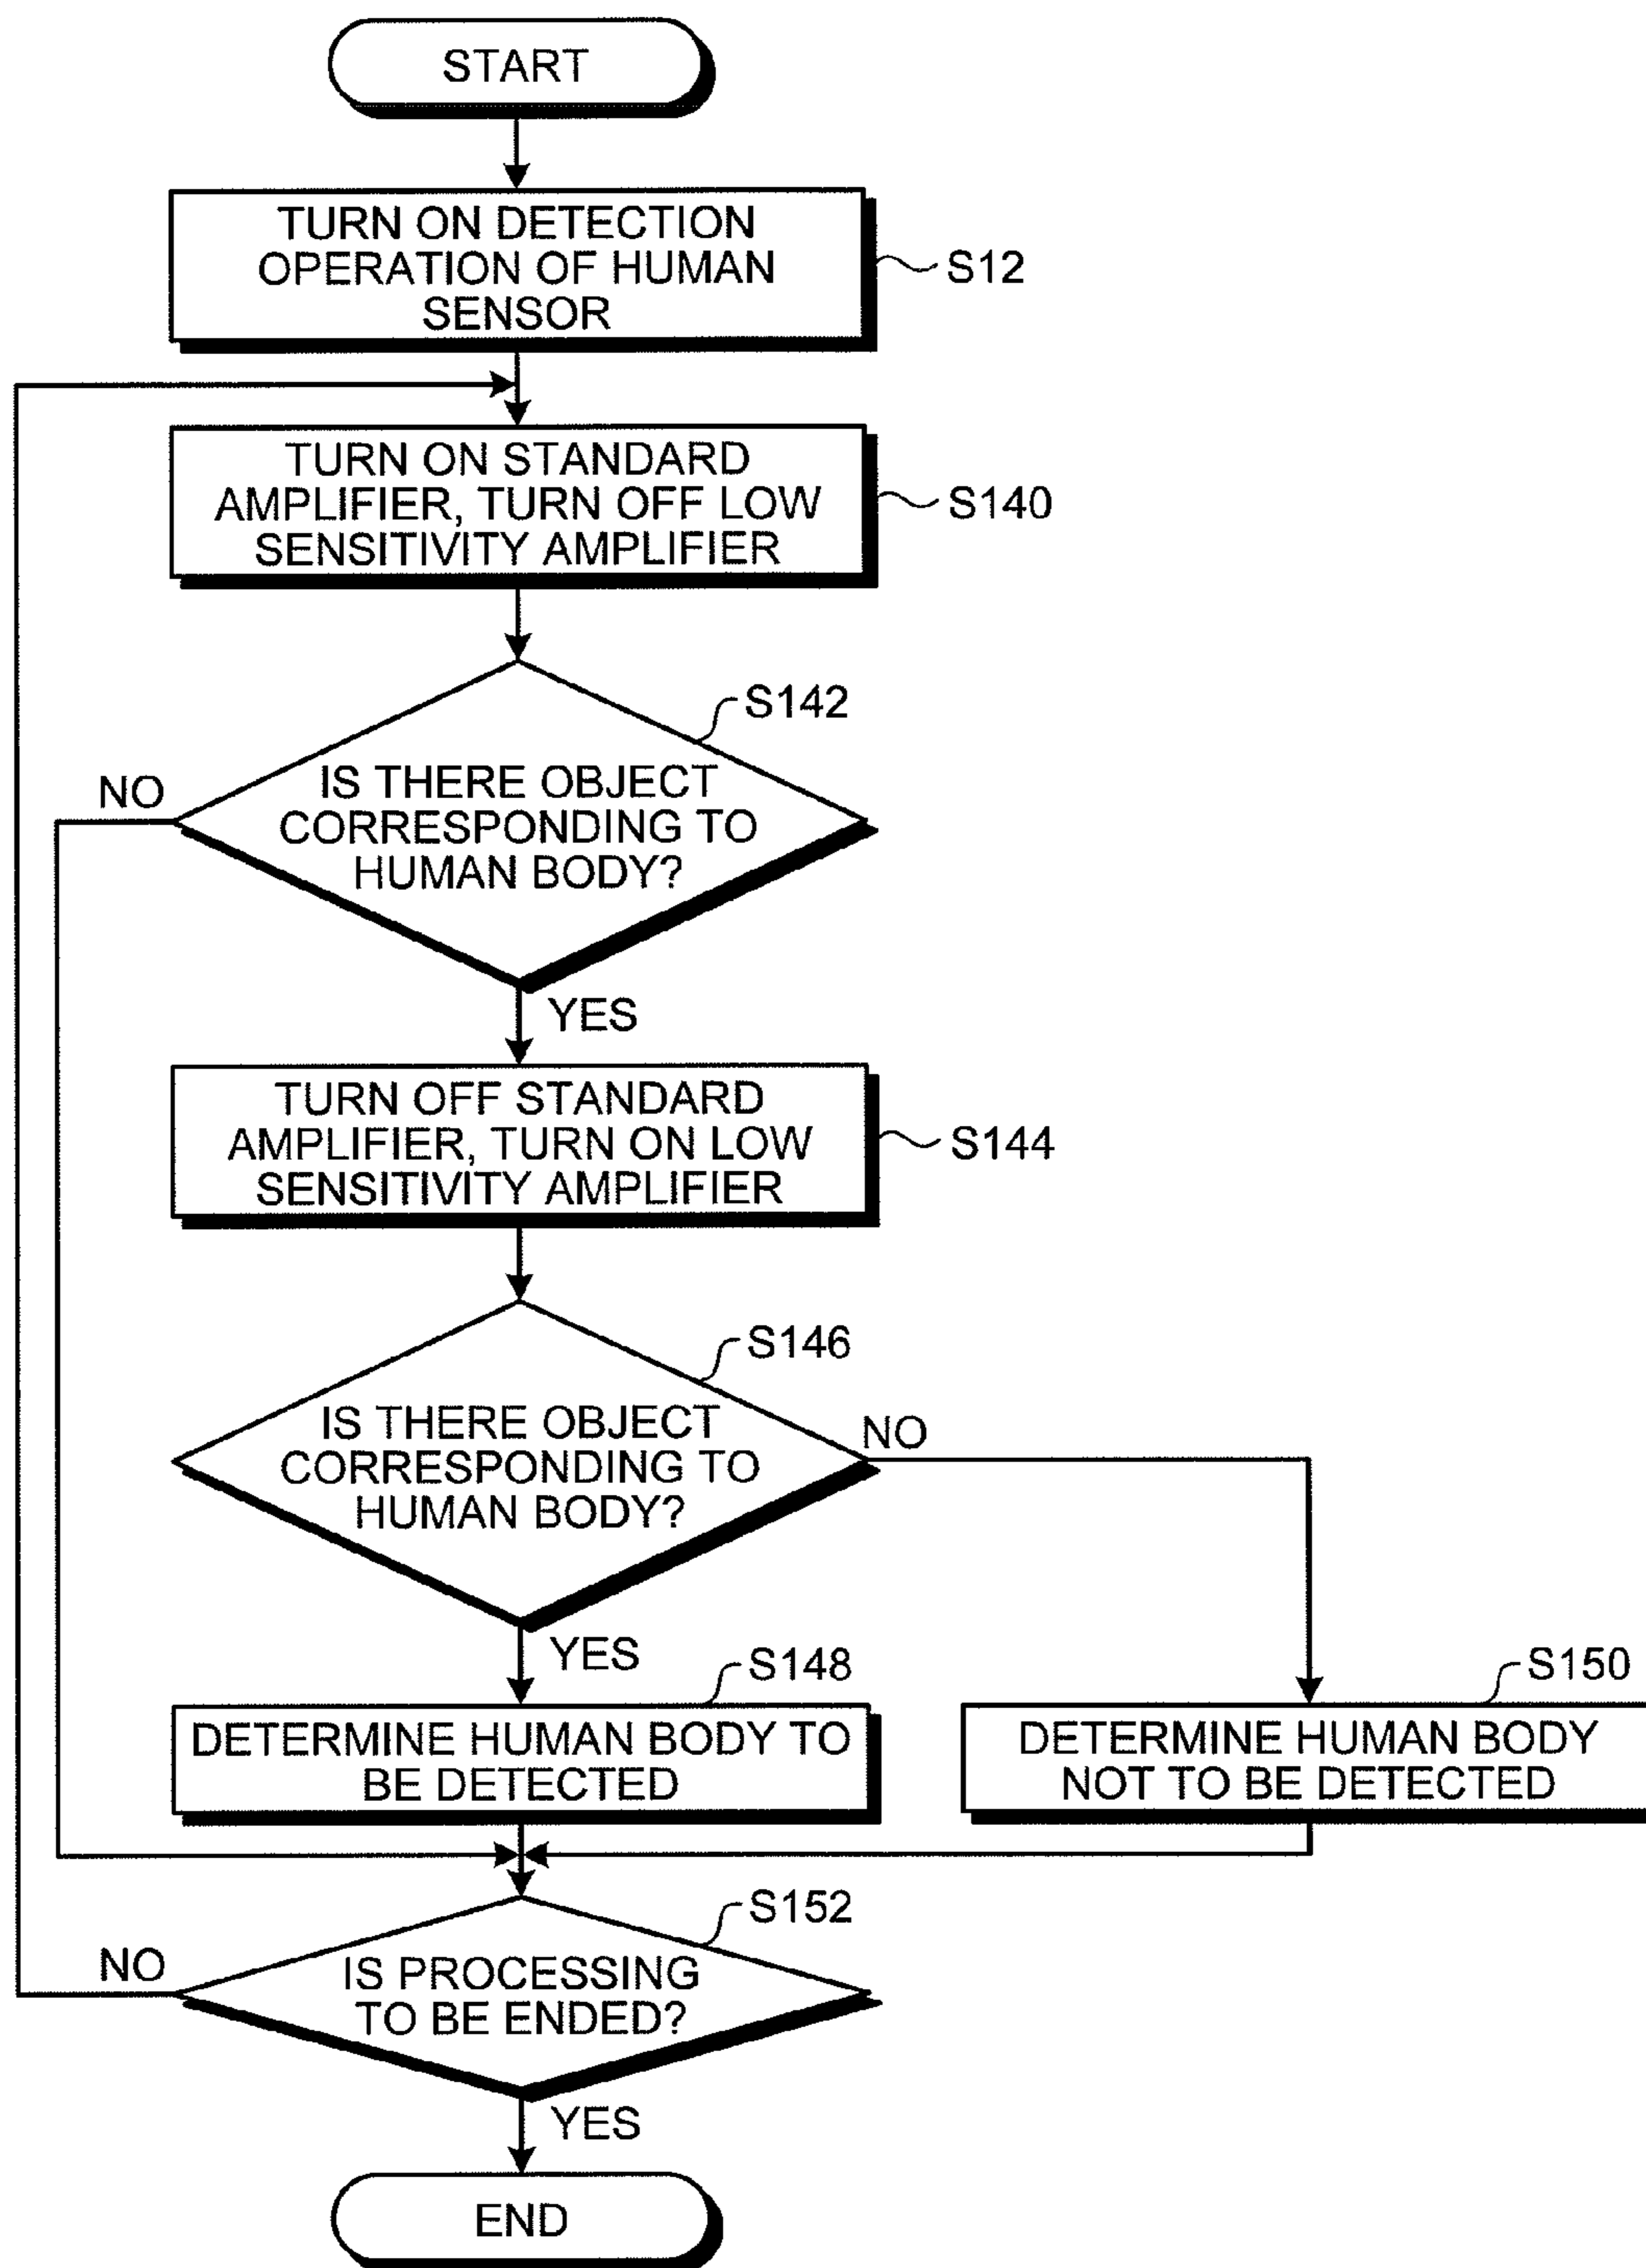 START
TURN ON DETECTION
OPERATION OF HUMAN
SENSOR
S12
TURN ON STANDARD
AMPLIFIER, TURN OFF LOW
SENSITIVITY AMPLIFIER
S140
S142
NO
IS THERE OBJECT
CORRESPONDING TO
HUMAN BODY?
YES
TURN OFF STANDARD
AMPLIFIER, TURN ON LOW
SENSITIVITY AMPLIFIER
S144
S146
IS THERE OBJECT
CORRESPONDING TO
HUMAN BODY?
NO
YES
S148
DETERMINE HUMAN BODY TO
BE DETECTED
S150
DETERMINE HUMAN BODY
NOT TO BE DETECTED
S152
NO
IS PROCESSING
TO BE ENDED?
YES
END